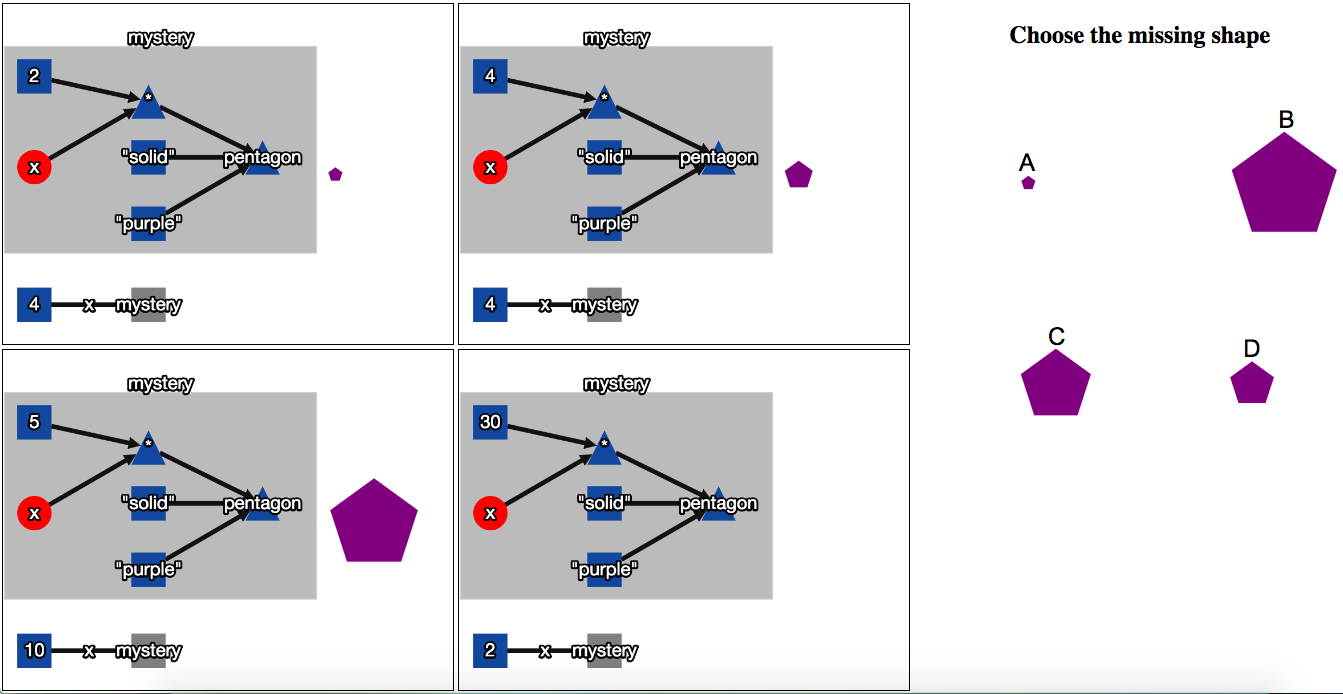 mystery
2
*
x
"solid"
pentagon
"purple"
4
x
mystery
mystery
4
*
x
"solid"
pentagon
"purple"
4
x
mystery
mystery
5
*
x
"solid"
pentagon
"purple"
10
x
mystery
mystery
30
*
x
"solid"
pentagon
"purple"
2
x
mystery
Choose the missing shape
A
B
C
D